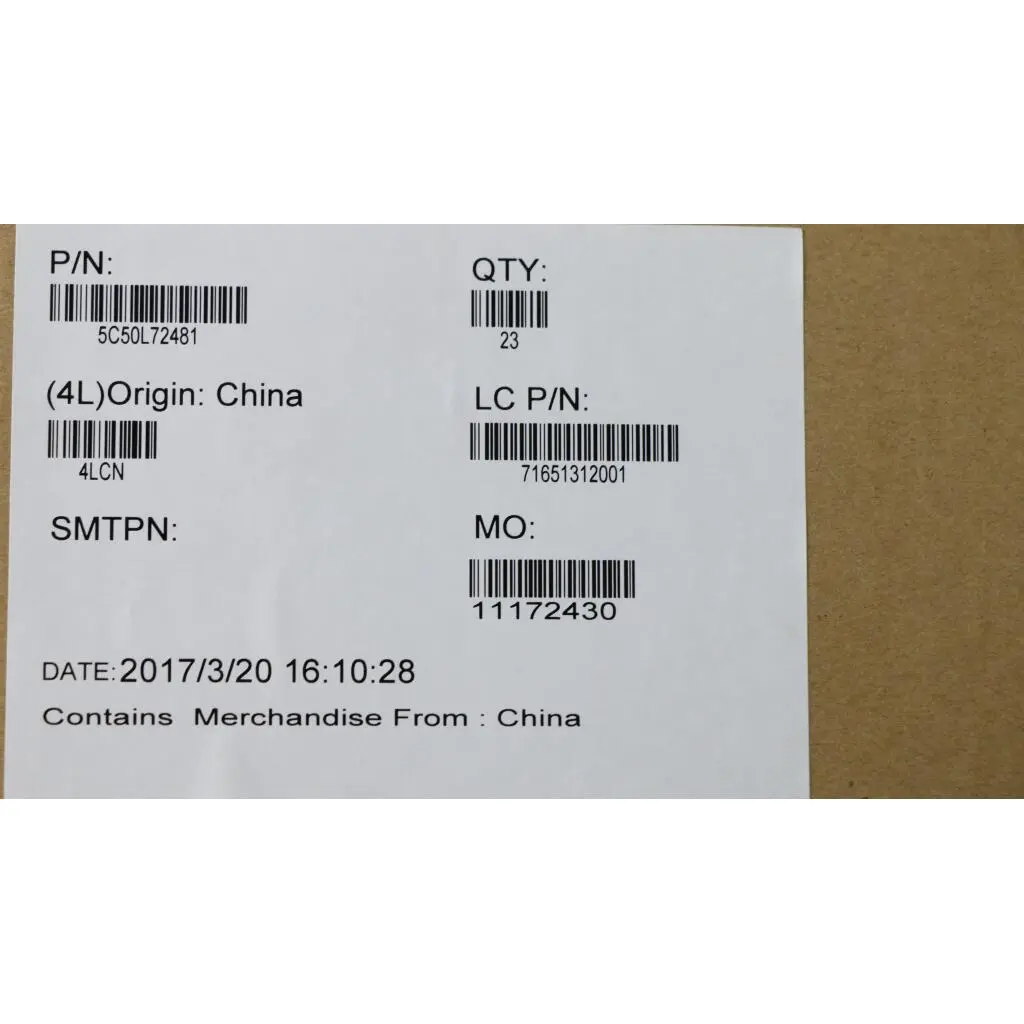 P/N:
5C50L72481
QTY:
23
(4L)Origin: China
4LCN
LC P/N:
71651312001
SMTPN:
MO:
11172430
DATE:2017/3/20 16:10:28
Contains Merchandise From : China